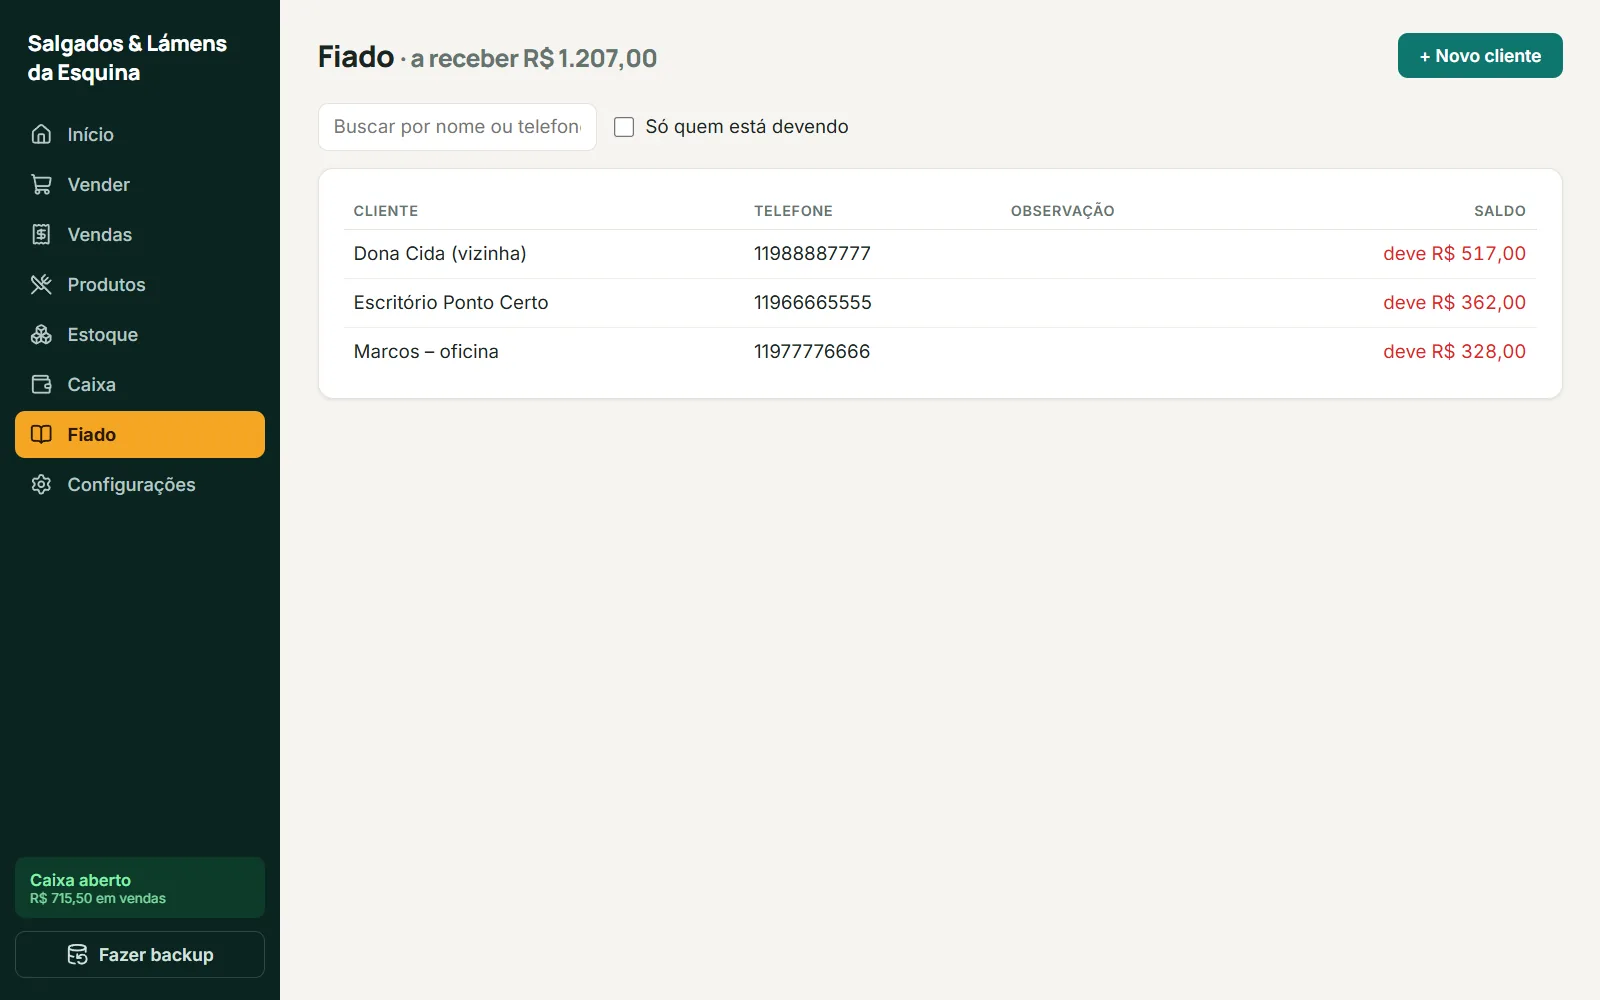 Salgados & Lámens
da Esquina
Início
Vender
Vendas
Produtos
Estoque
Caixa
Fiado
Configurações
Caixa aberto
R$ 715,50 em vendas
Fazer backup
Fiado · a receber R$ 1.207,00
+ Novo cliente
Buscar por nome ou telefon
Só quem está devendo
CLIENTE TELEFONE OBSERVAÇÃO SALDO
Dona Cida (vizinha) 11988887777 deve R$ 517,00
Escritório Ponto Certo 11966665555 deve R$ 362,00
Marcos – oficina 11977776666 deve R$ 328,00